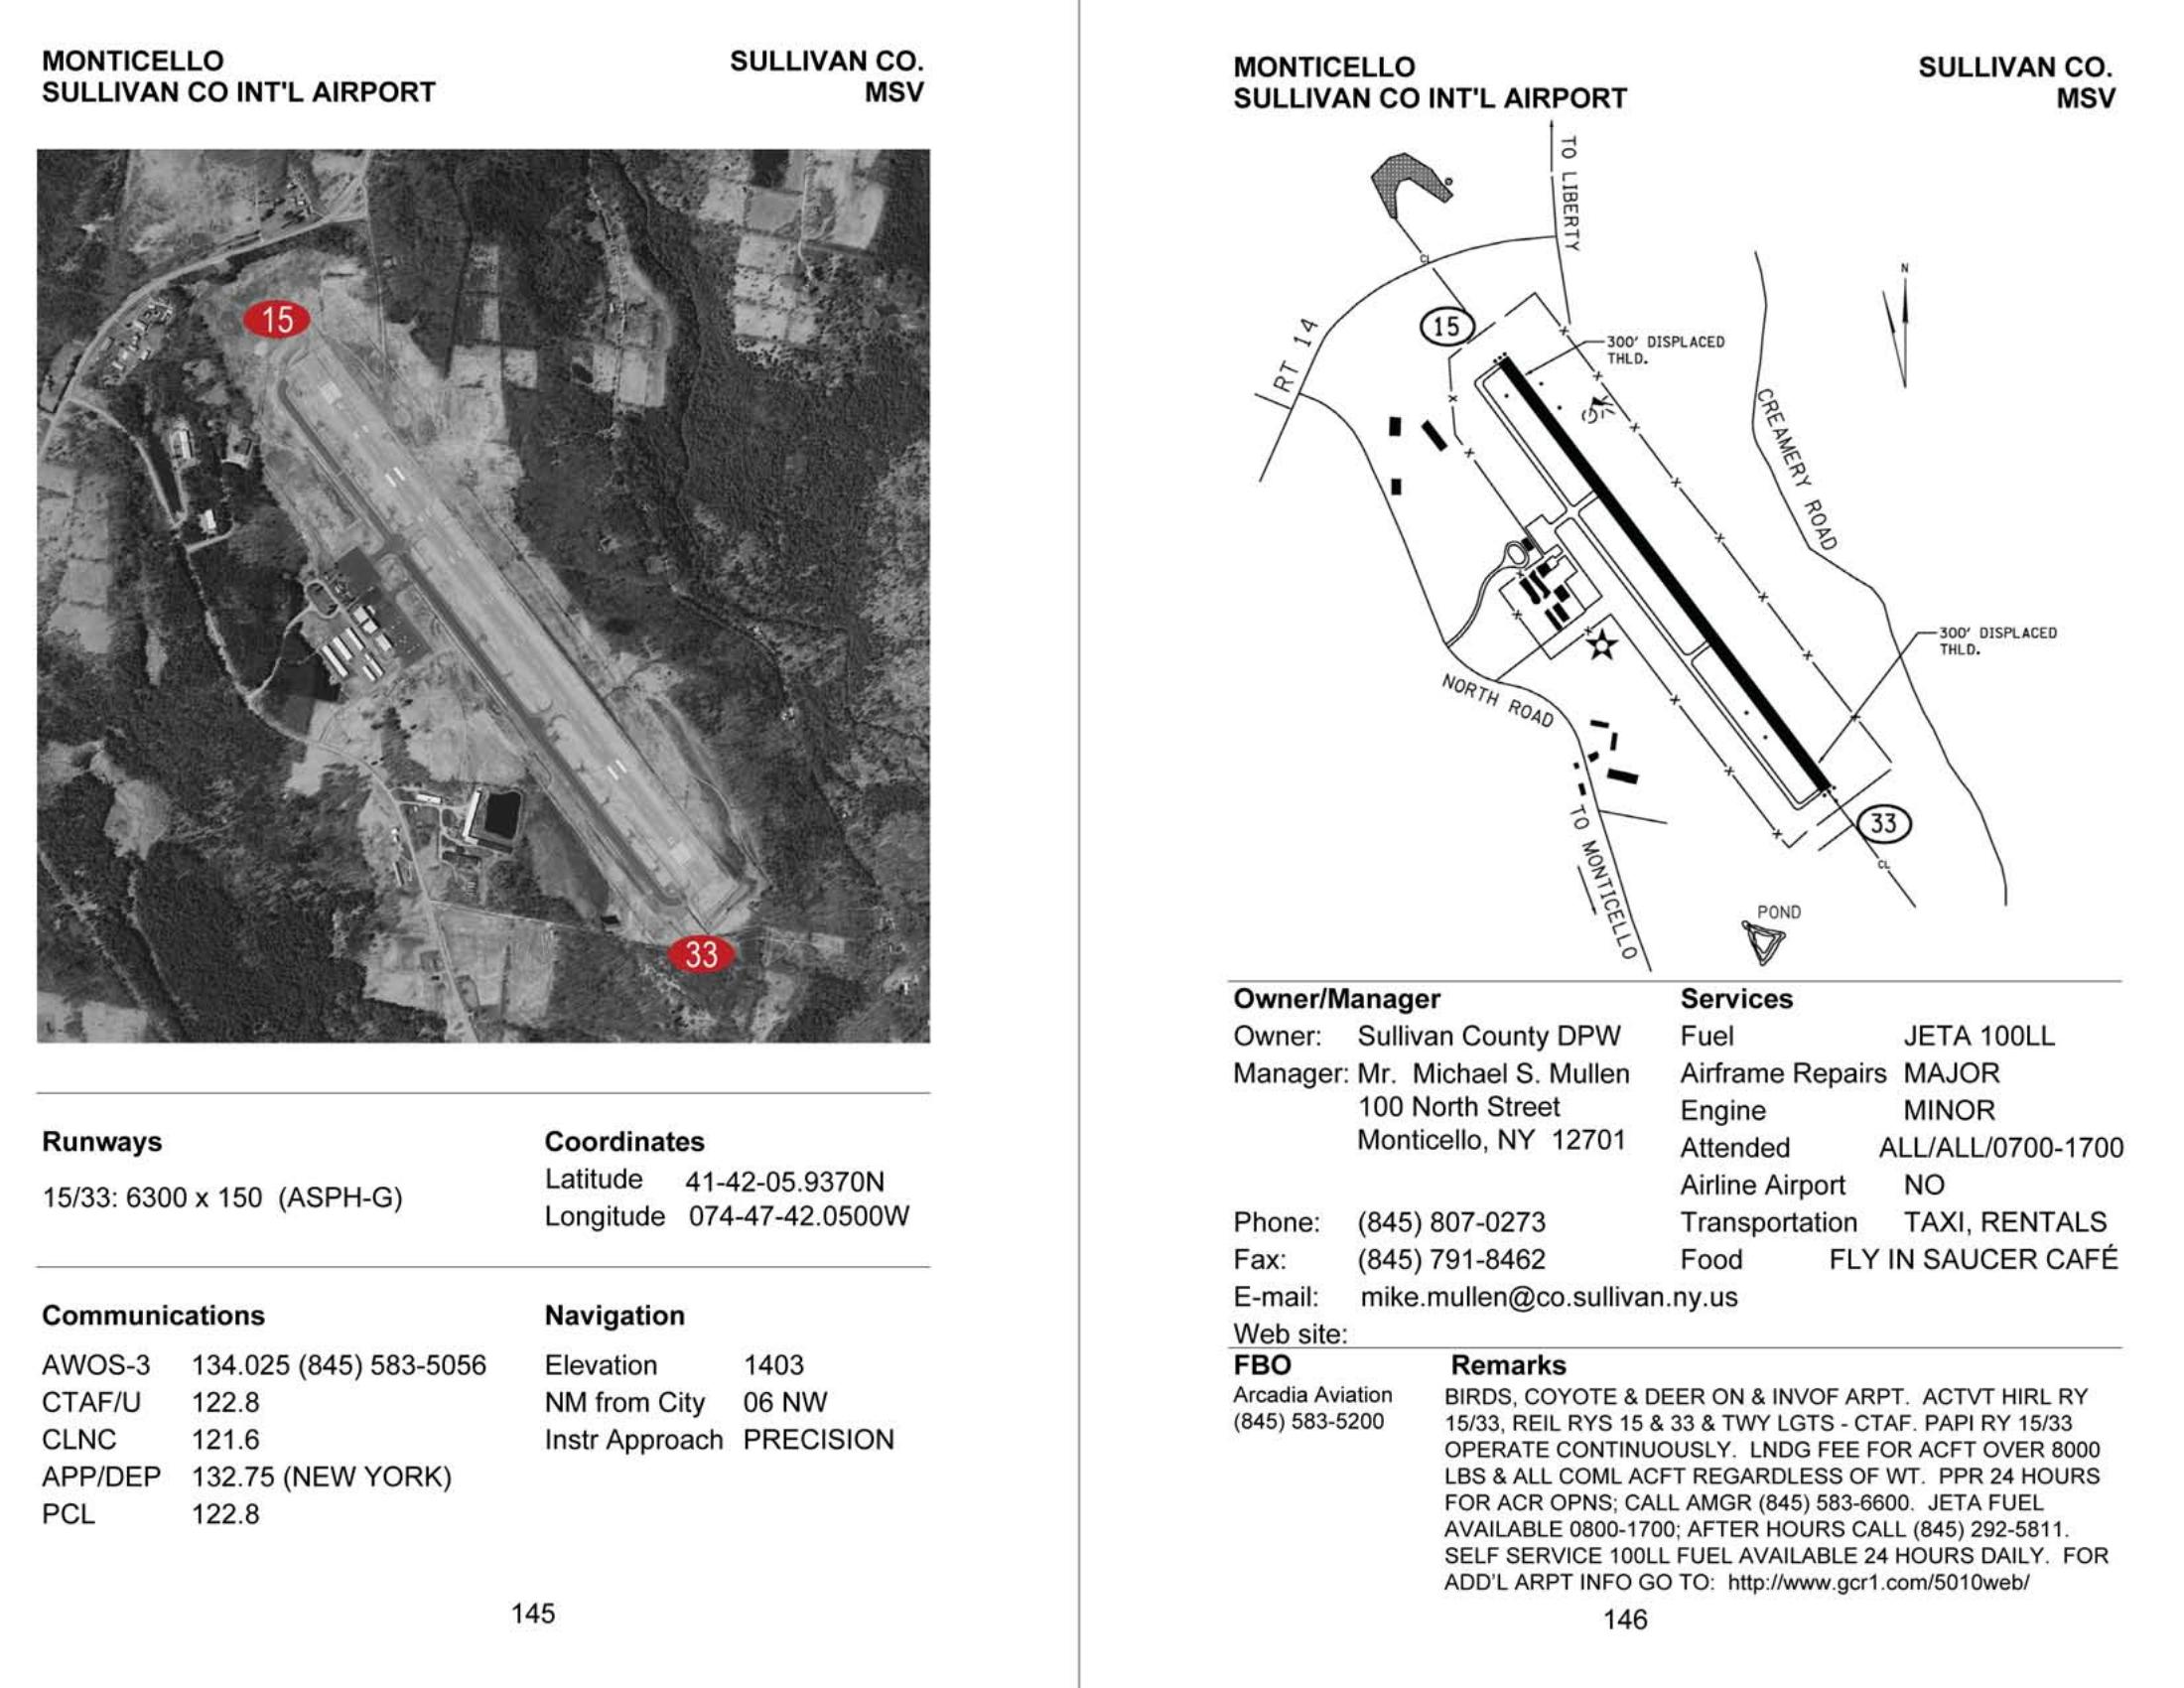 MONTICELLO SULLIVAN CO.
SULLIVAN CO INT'L AIRPORT MSV
15
33
Runways
15/33: 6300 x 150 (ASPH-G)
Coordinates
Latitude 41-42-05.9370N
Longitude 074-47-42.0500W
Communications
AWOS-3 134.025 (845) 583-5056
CTAF/U 122.8
CLNC 121.6
APP/DEP 132.75 (NEW YORK)
PCL 122.8
Navigation
Elevation 1403
NM from City 06 NW
Instr Approach PRECISION
145
MONTICELLO SULLIVAN CO.
SULLIVAN CO INT'L AIRPORT MSV
TO LIBERTY
CL
N
15
RT 14
300' DISPLACED
THLD.
CREAMERY ROAD
300' DISPLACED
THLD.
NORTH ROAD
TO MONTICELLO
33
CL
POND
Owner/Manager
Owner: Sullivan County DPW
Manager: Mr. Michael S. Mullen
100 North Street
Monticello, NY 12701
Phone: (845) 807-0273
Fax: (845) 791-8462
E-mail: mike.mullen@co.sullivan.ny.us
Web site:
Services
Fuel JETA 100LL
Airframe Repairs MAJOR
Engine MINOR
Attended ALL/ALL/0700-1700
Airline Airport NO
Transportation TAXI, RENTALS
Food FLY IN SAUCER CAFÉ
FBO
Arcadia Aviation
(845) 583-5200
Remarks
BIRDS, COYOTE & DEER ON & INVOF ARPT. ACTVT HIRL RY
15/33, REIL RYS 15 & 33 & TWY LGTS - CTAF. PAPI RY 15/33
OPERATE CONTINUOUSLY. LNDG FEE FOR ACFT OVER 8000
LBS & ALL COML ACFT REGARDLESS OF WT. PPR 24 HOURS
FOR ACR OPNS; CALL AMGR (845) 583-6600. JETA FUEL
AVAILABLE 0800-1700; AFTER HOURS CALL (845) 292-5811.
SELF SERVICE 100LL FUEL AVAILABLE 24 HOURS DAILY. FOR
ADD'L ARPT INFO GO TO: http://www.gcr1.com/5010web/
146